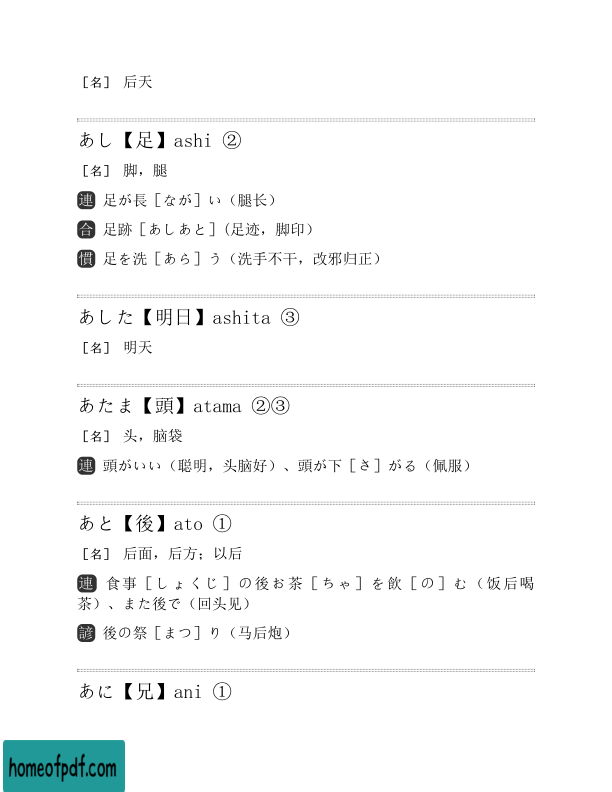 ［名］ 后天
あし【足】ashi ②
［名］ 脚，腿
連 足が長［なが］い（腿长）
合 足跡［あしあと］(足迹，脚印）
慣 足を洗［あら］う（洗手不干，改邪归正）
あした【明日】ashita ③
［名］ 明天
あたま【頭】atama ②③
［名］ 头，脑袋
連 頭がいい（聪明，头脑好）、頭が下［さ］がる（佩服）
あと【後】ato ①
［名］ 后面，后方；以后
連 食事［しょくじ］の後お茶［ちゃ］を飲［の］む（饭后喝
茶）、また後で（回头见）
諺 後の祭［まつ］り（马后炮）
あに【兄】ani ①
homeofpdf.com